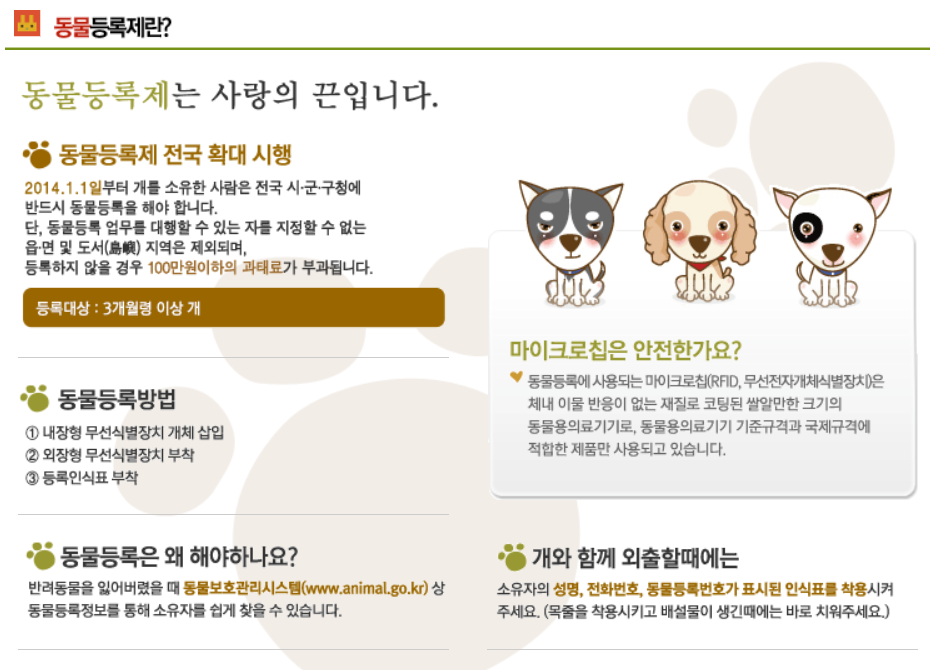 동물등록제란?
동물등록제는 사랑의 끈입니다.
동물등록제 전국 확대 시행
2014.1.1일부터 개를 소유한 사람은 전국 시·군·구청에
반드시 동물등록을 해야 합니다.
단, 동물등록 업무를 대행할 수 있는 자를 지정할 수 없는
읍·면 및 도서(島嶼) 지역은 제외되며,
등록하지 않을 경우 100만원이하의 과태료가 부과됩니다.
등록대상 : 3개월령 이상 개
동물등록방법
① 내장형 무선식별장치 개체 삽입
② 외장형 무선식별장치 부착
③ 등록인식표 부착
마이크로칩은 안전한가요?
동물등록에 사용되는 마이크로칩(RFID, 무선전자개체식별장치)은
체내 이물 반응이 없는 재질로 코팅된 쌀알만한 크기의
동물용의료기기로, 동물용의료기기 기준규격과 국제규격에
적합한 제품만 사용되고 있습니다.
동물등록은 왜 해야하나요?
반려동물을 잃어버렸을 때 동물보호관리시스템(www.animal.go.kr) 상
동물등록정보를 통해 소유자를 쉽게 찾을 수 있습니다.
개와 함께 외출할때에는
소유자의 성명, 전화번호, 동물등록번호가 표시된 인식표를 착용시켜
주세요. (목줄을 착용시키고 배설물이 생긴때에는 바로 치워주세요.)